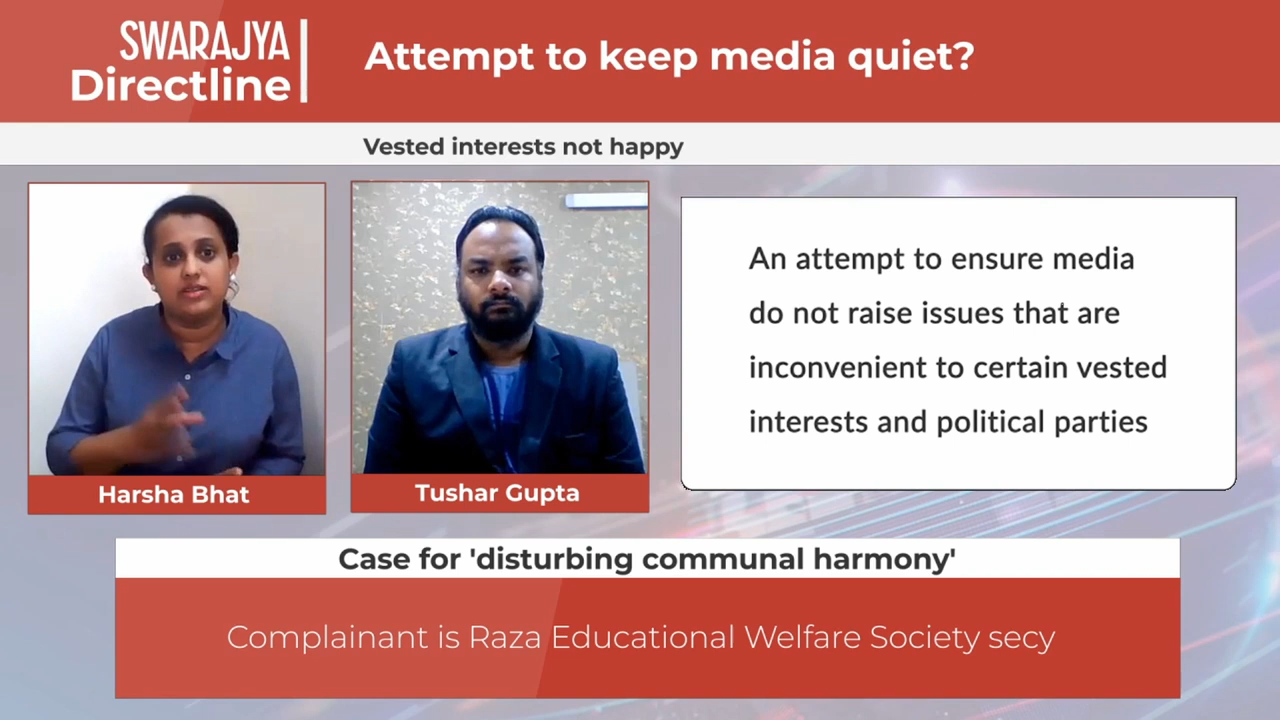 SWARAJYA
Directline
Attempt to keep media quiet?
Vested interests not happy
Harsha Bhat
Tushar Gupta
An attempt to ensure media
do not raise issues that are
inconvenient to certain vested
interests and political parties
Case for 'disturbing communal harmony'
Complainant is Raza Educational Welfare Society secy